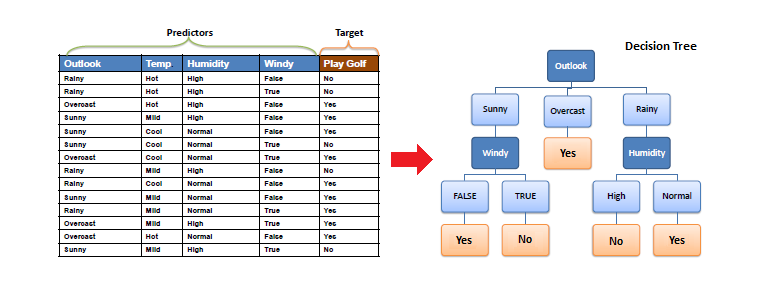 Predictors Target
Outlook Temp Humidity Windy Play Golf
Rainy Hot High False No
Rainy Hot High True No
Overoast Hot High False Yes
Sunny Mild High False Yes
Sunny Cool Normal False Yes
Sunny Cool Normal True No
Overoast Cool Normal True Yes
Rainy Mild High False No
Rainy Cool Normal False Yes
Sunny Mild Normal False Yes
Rainy Mild Normal True Yes
Overoast Mild High True Yes
Overoast Hot Normal False Yes
Sunny Mild High True No
Decision Tree
Outlook
Sunny Overcast Rainy
Windy Yes Humidity
FALSE TRUE High Normal
Yes No No Yes